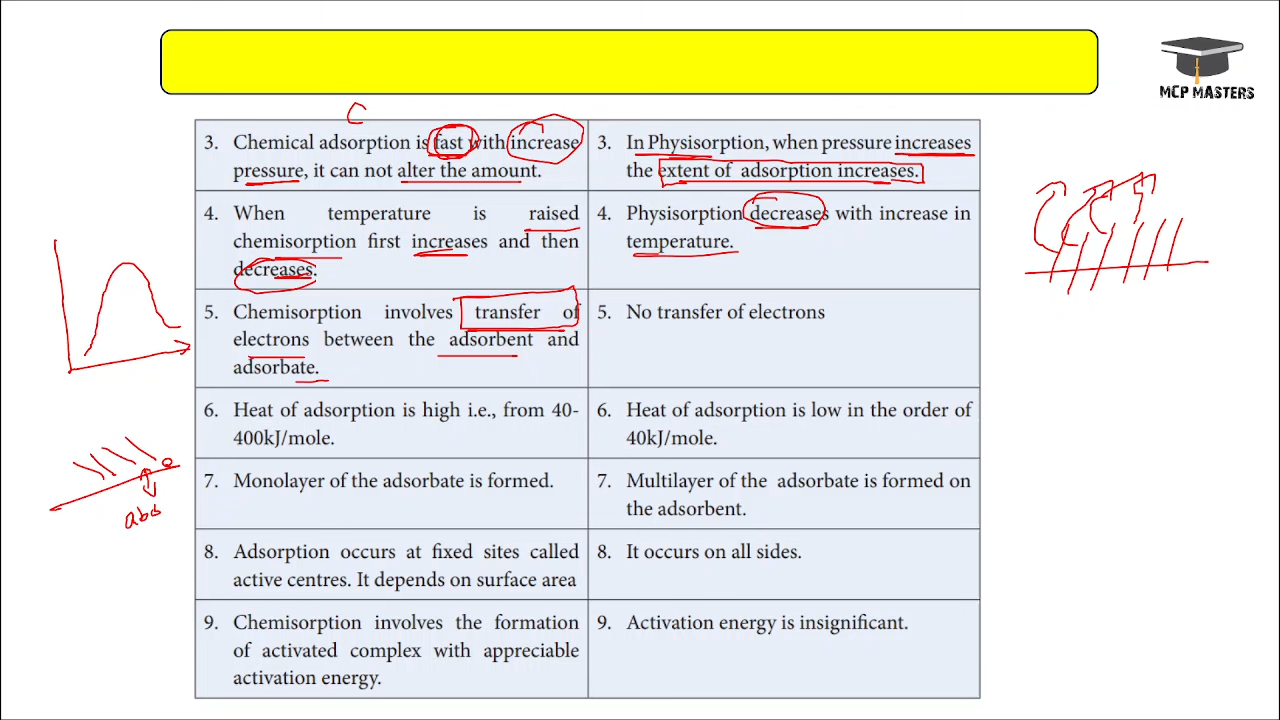 MCP MASTERS
C
3. Chemical adsorption is fast with increase
pressure, it can not alter the amount.
3. In Physisorption, when pressure increases
the extent of adsorption increases.
4. When temperature is raised
chemisorption first increases and then
decreases.
4. Physisorption decreases with increase in
temperature.
5. Chemisorption involves transfer of
electrons between the adsorbent and
adsorbate.
5. No transfer of electrons
6. Heat of adsorption is high i.e., from 40-
400kJ/mole.
6. Heat of adsorption is low in the order of
40kJ/mole.
7. Monolayer of the adsorbate is formed.
7. Multilayer of the adsorbate is formed on
the adsorbent.
8. Adsorption occurs at fixed sites called
active centres. It depends on surface area
8. It occurs on all sides.
9. Chemisorption involves the formation
of activated complex with appreciable
activation energy.
9. Activation energy is insignificant.